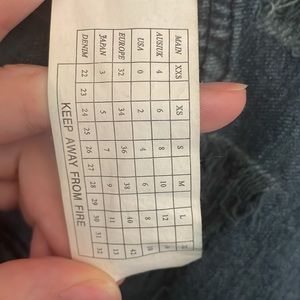 MAIN XXS XS S M L
AUS/UK 4 6 8 10 12
USA 0 2 4 6 8
EUROPE 32 34 36 38 40 42
JAPAN 3 5 7 9 11 13
DENIM 22 23 24 25 26 27 28 29 30 31 32
KEEP AWAY FROM FIRE